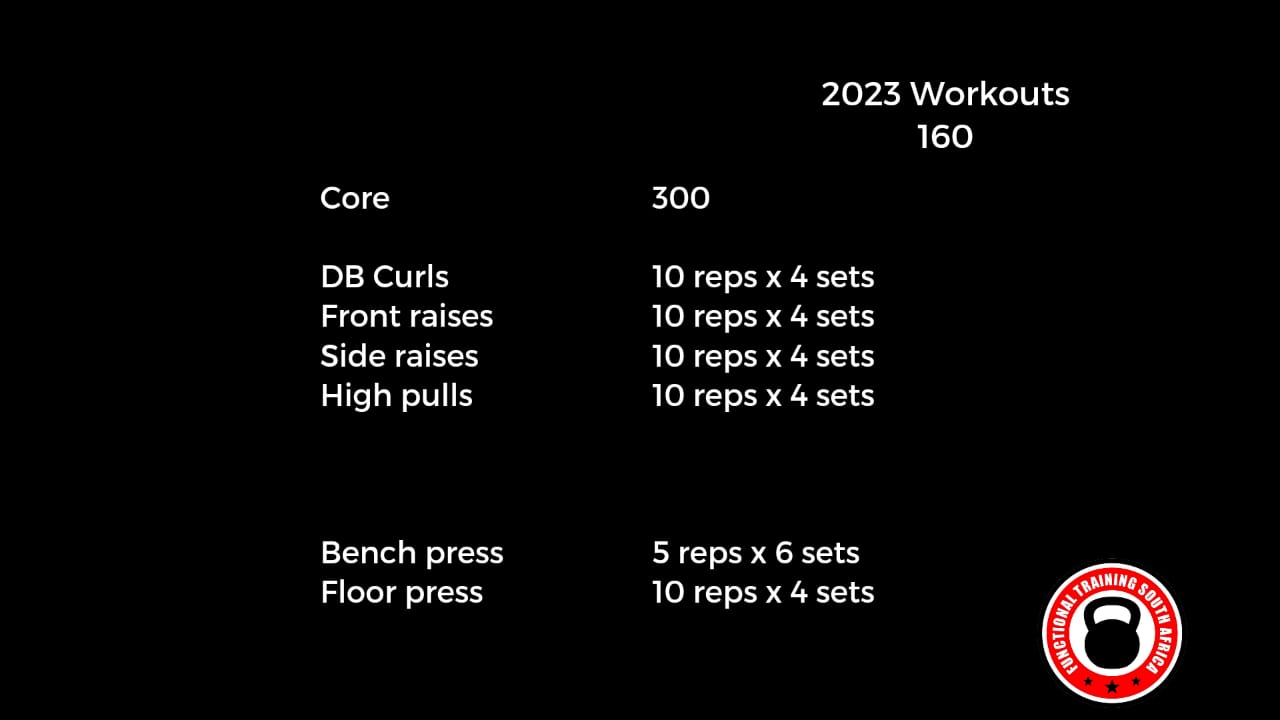 2023 Workouts
160
Core 300
DB Curls 10 reps x 4 sets
Front raises 10 reps x 4 sets
Side raises 10 reps x 4 sets
High pulls 10 reps x 4 sets
Bench press 5 reps x 6 sets
Floor press 10 reps x 4 sets
FUNCTIONAL TRAINING SOUTH AFRICA